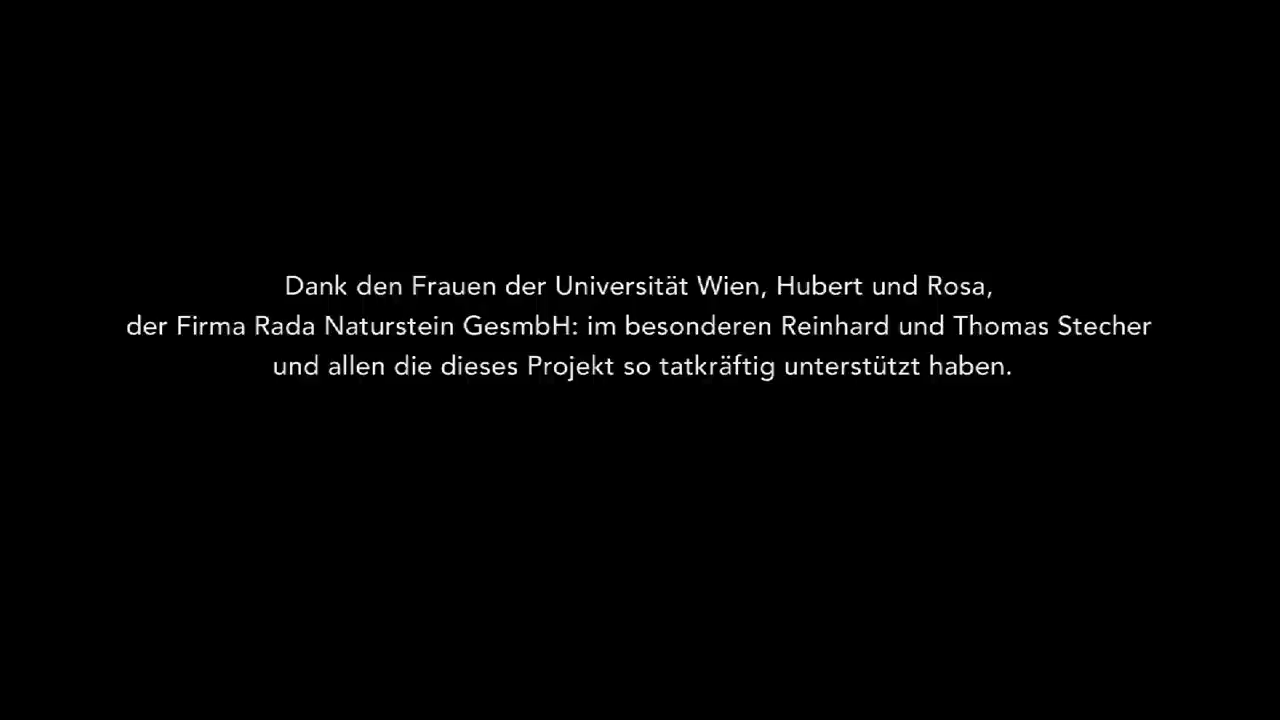 Dank den Frauen der Universität Wien, Hubert und Rosa,
der Firma Rada Naturstein GesmbH: im besonderen Reinhard und Thomas Stecher
und allen die dieses Projekt so tatkräftig unterstützt haben.